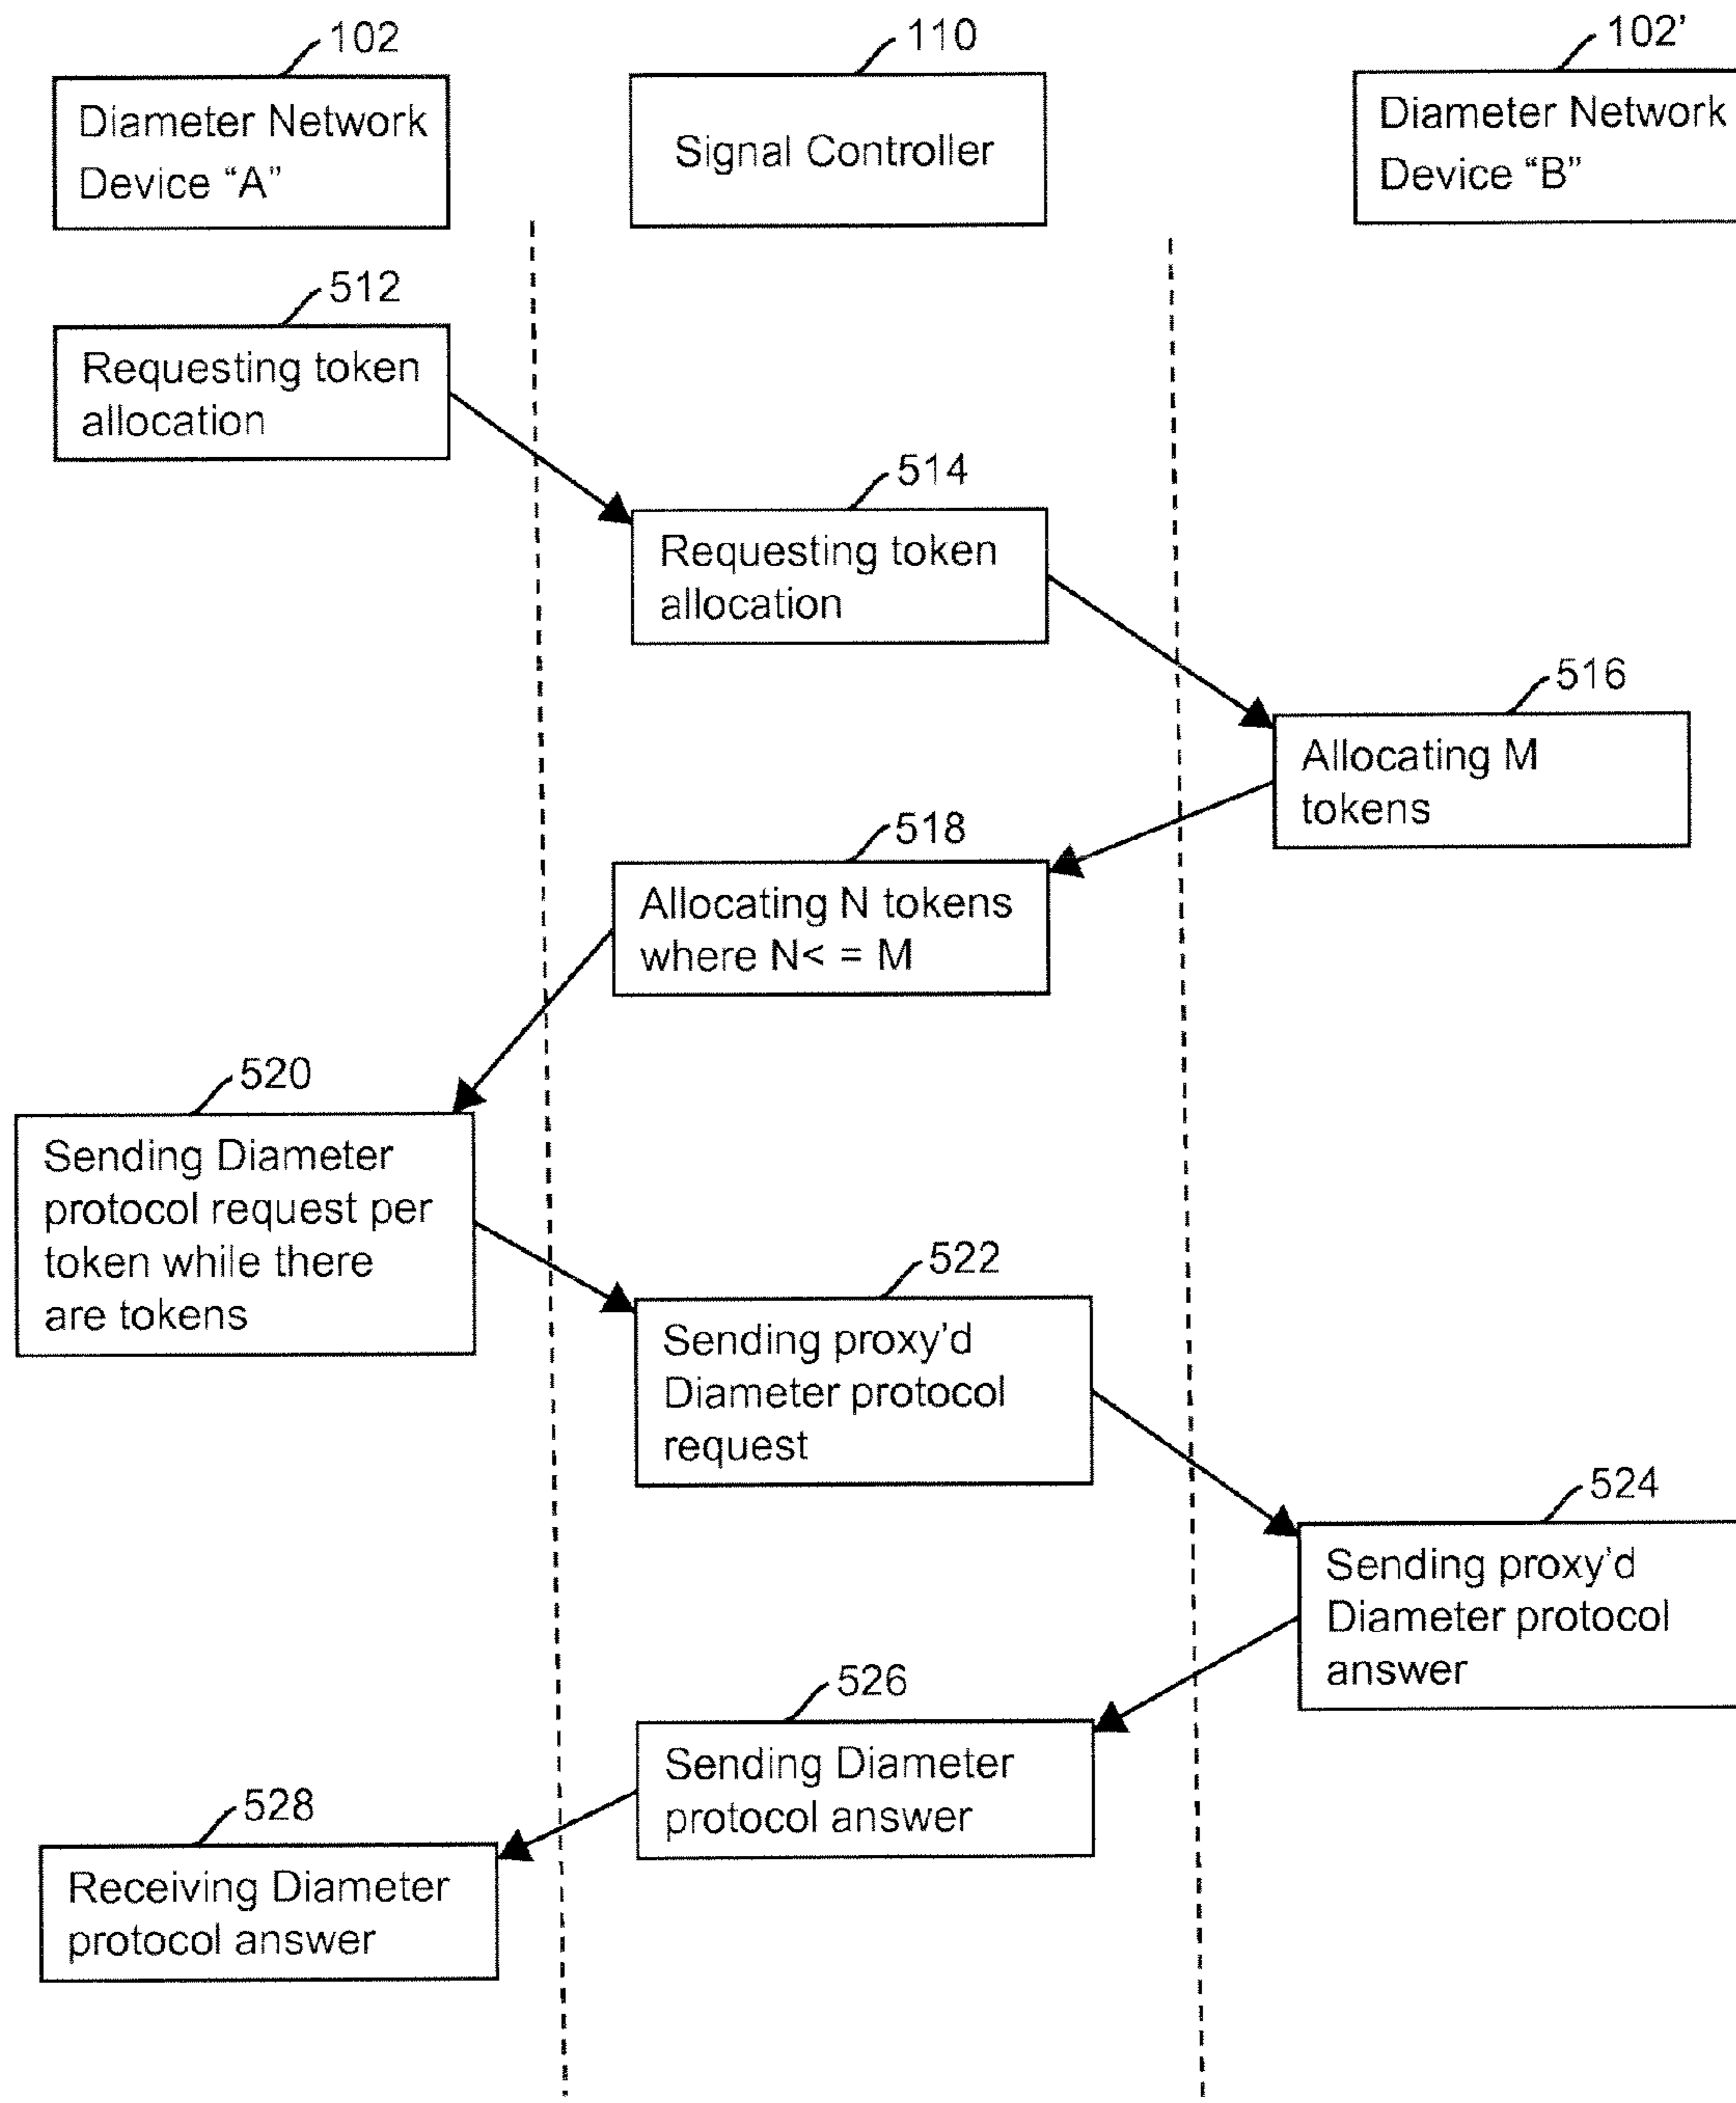 102
110
102’
Diameter Network
Device “A”
Signal Controller
Diameter Network
Device “B”
512
Requesting token
allocation
514
Requesting token
allocation
516
Allocating M
tokens
518
Allocating N tokens
where N< = M
520
Sending Diameter
protocol request per
token while there
are tokens
522
Sending proxy’d
Diameter protocol
request
524
Sending proxy’d
Diameter protocol
answer
526
Sending Diameter
protocol answer
528
Receiving Diameter
protocol answer